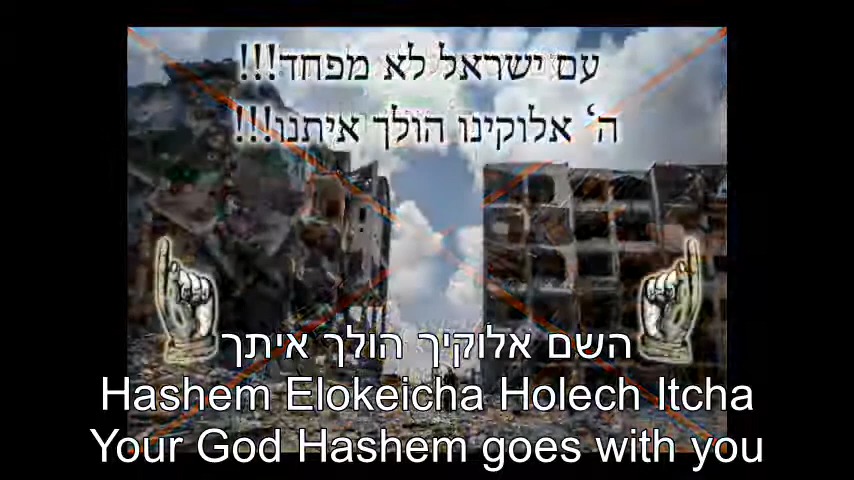 עם ישראל לא מפחד!!!
ה' אלוקינו הולך איתנו!!!
השם אלוקיך הולך איתך
Hashem Elokeicha Holech Itcha
Your God Hashem goes with you